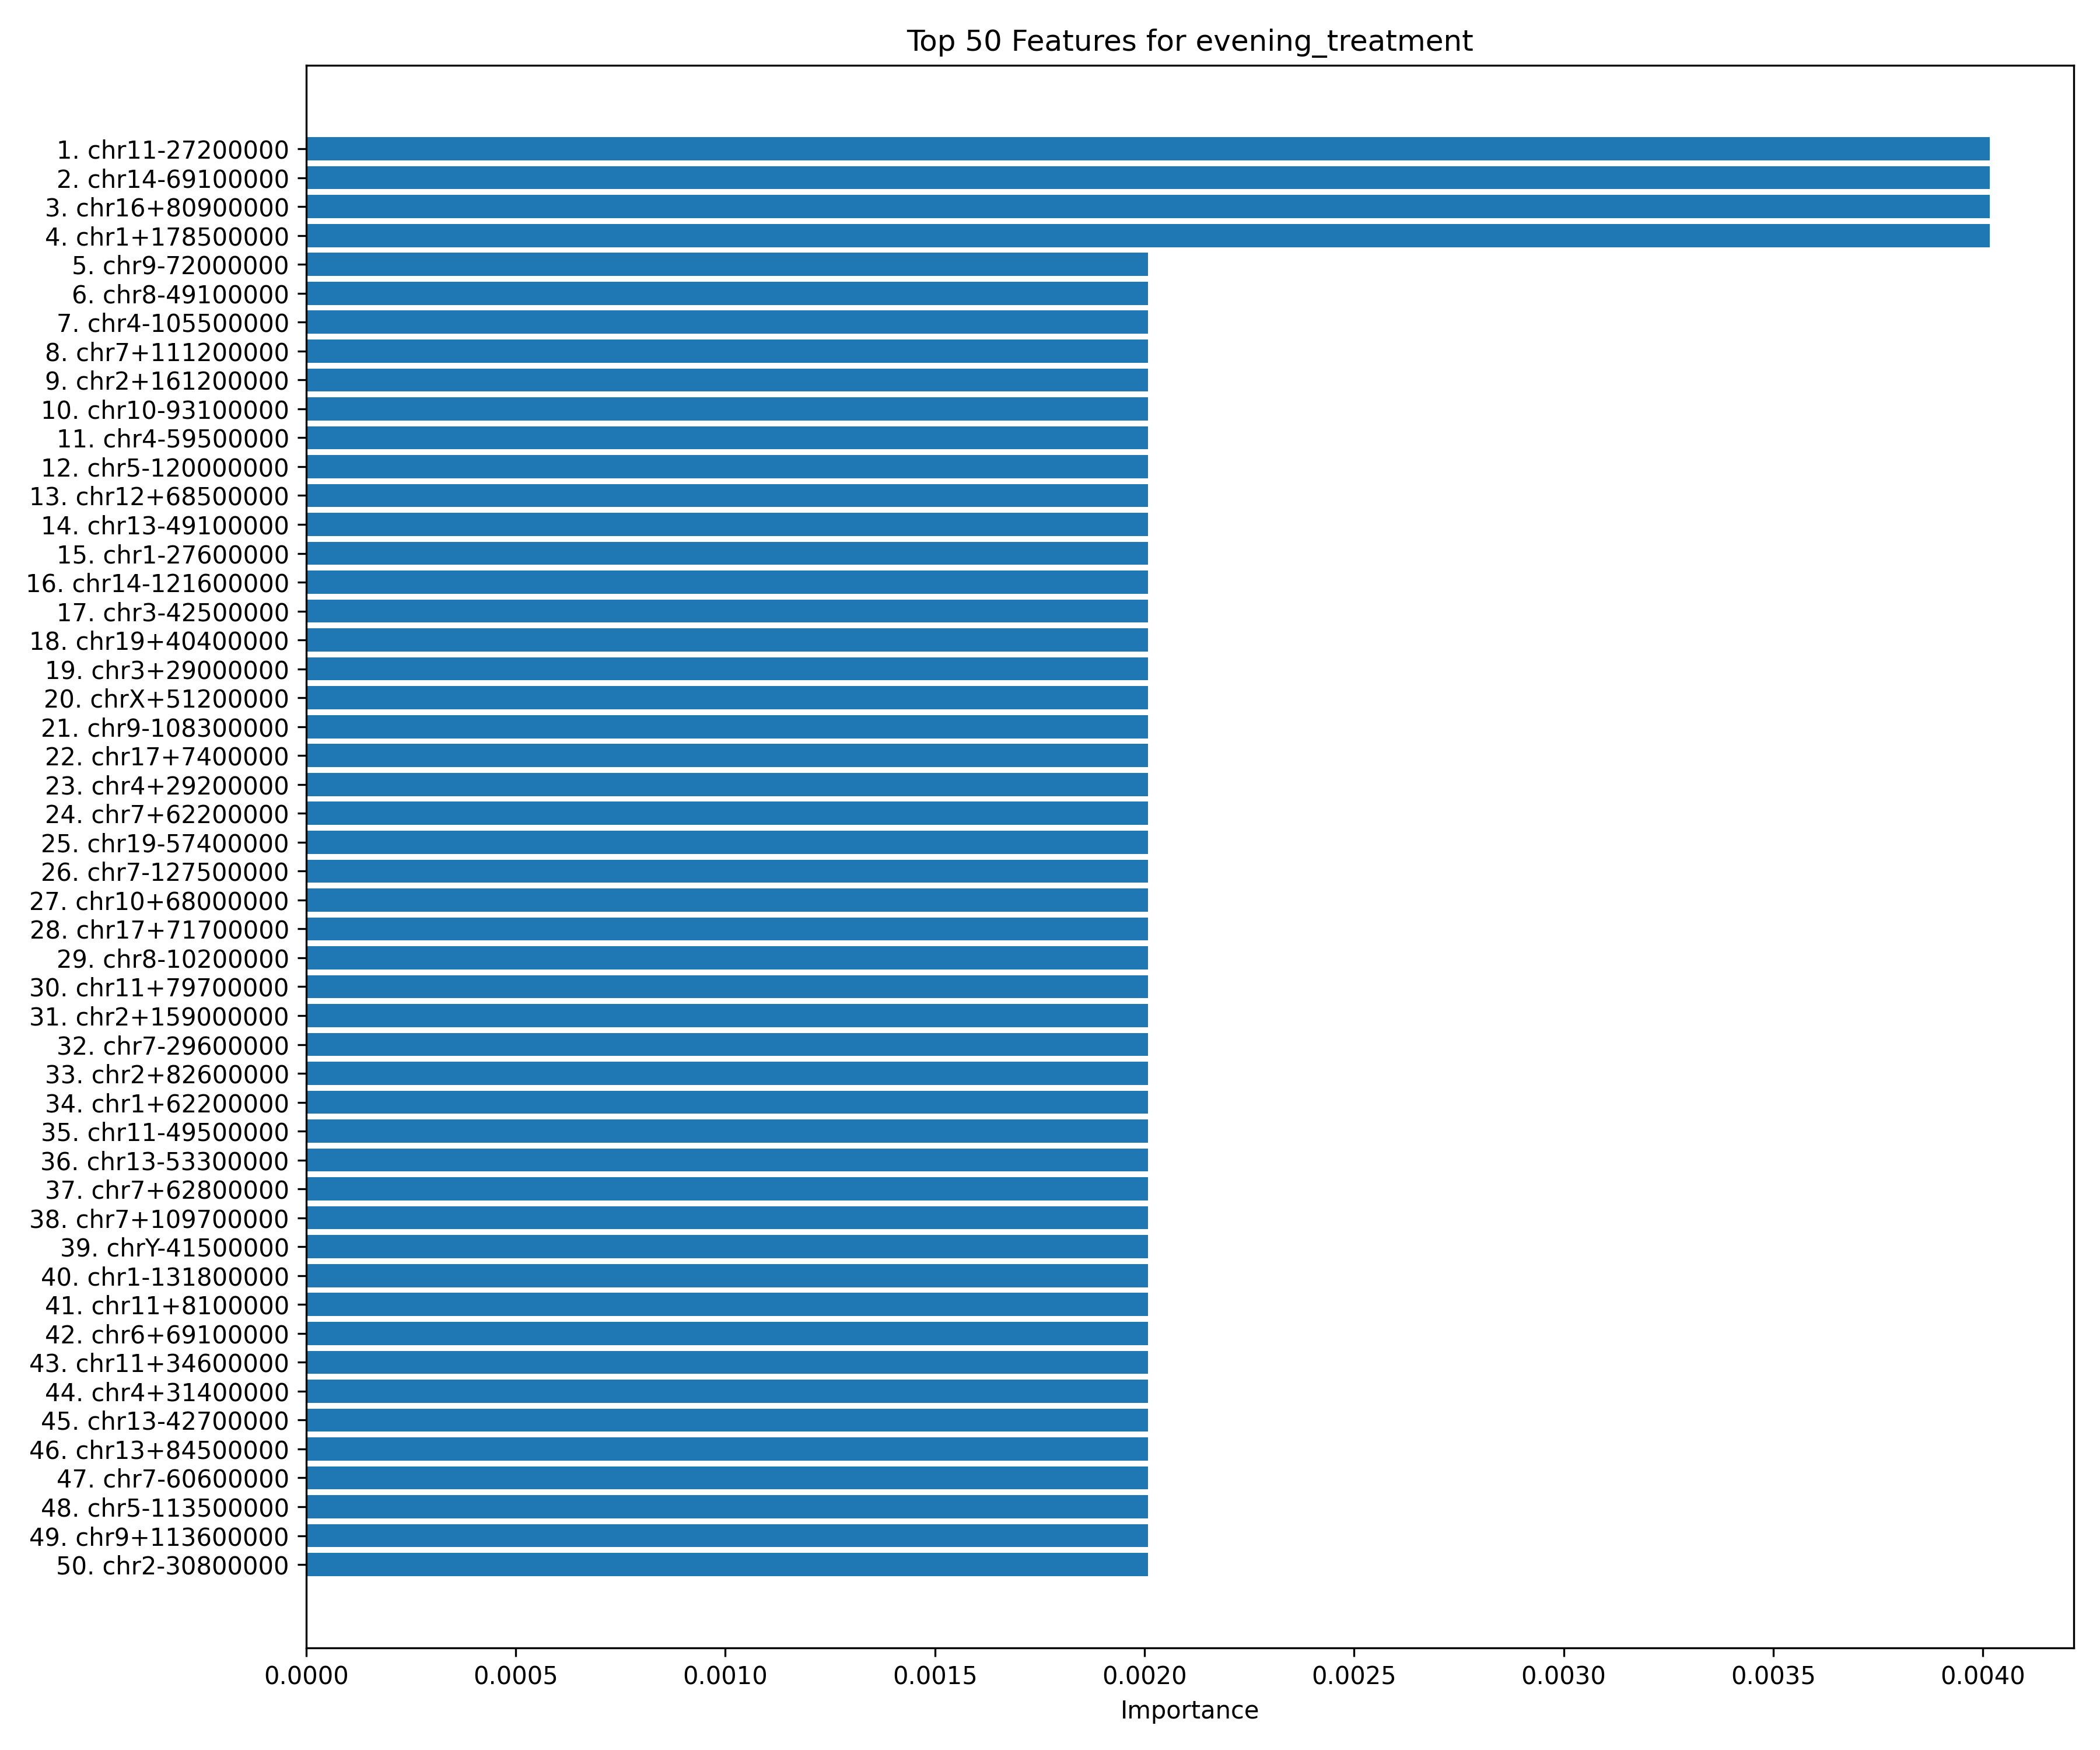 Top 50 Features for evening_treatment
1. chr11-27200000
2. chr14-69100000
3. chr16+80900000
4. chr1+178500000
5. chr9-72000000
6. chr8-49100000
7. chr4-105500000
8. chr7+111200000
9. chr2+161200000
10. chr10-93100000
11. chr4-59500000
12. chr5-120000000
13. chr12+68500000
14. chr13-49100000
15. chr1-27600000
16. chr14-121600000
17. chr3-42500000
18. chr19+40400000
19. chr3+29000000
20. chrX+51200000
21. chr9-108300000
22. chr17+7400000
23. chr4+29200000
24. chr7+62200000
25. chr19-57400000
26. chr7-127500000
27. chr10+68000000
28. chr17+71700000
29. chr8-10200000
30. chr11+79700000
31. chr2+159000000
32. chr7-29600000
33. chr2+82600000
34. chr1+62200000
35. chr11-49500000
36. chr13-53300000
37. chr7+62800000
38. chr7+109700000
39. chrY-41500000
40. chr1-131800000
41. chr11+8100000
42. chr6+69100000
43. chr11+34600000
44. chr4+31400000
45. chr13-42700000
46. chr13+84500000
47. chr7-60600000
48. chr5-113500000
49. chr9+113600000
50. chr2-30800000
0.0000 0.0005 0.0010 0.0015 0.0020 0.0025 0.0030 0.0035 0.0040
Importance